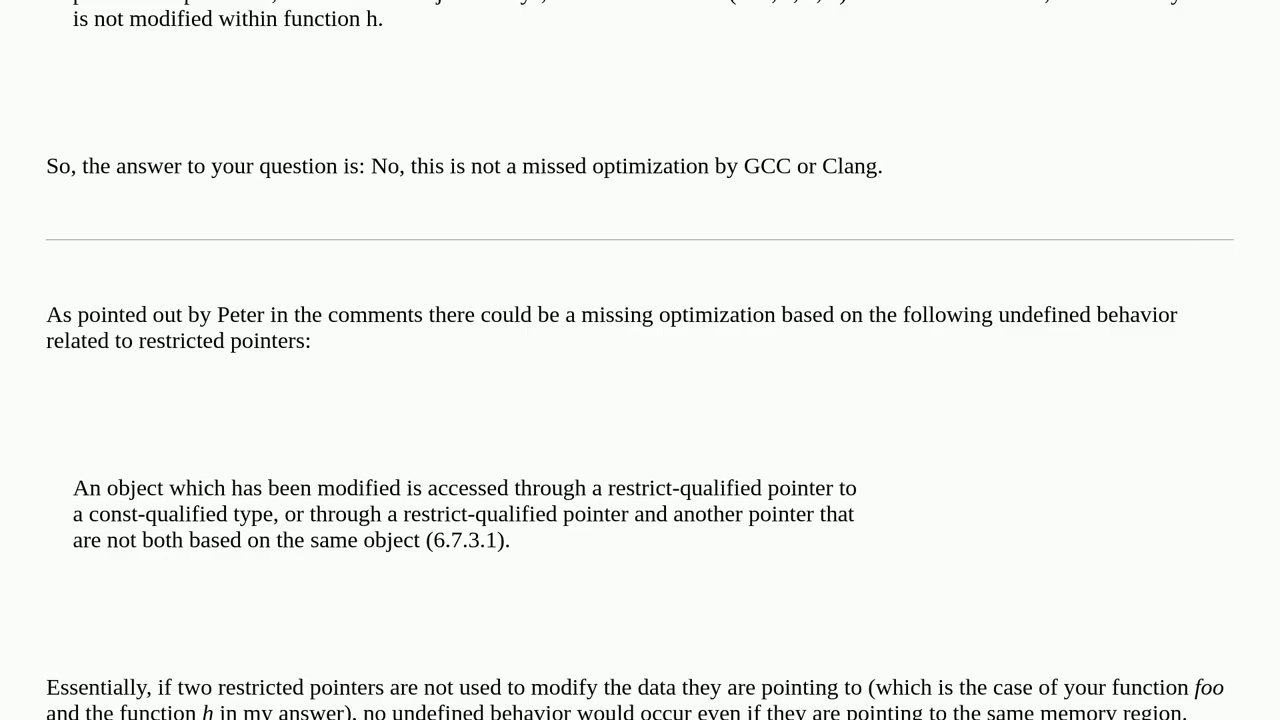 is not modified within function h.
So, the answer to your question is: No, this is not a missed optimization by GCC or Clang.
As pointed out by Peter in the comments there could be a missing optimization based on the following undefined behavior
related to restricted pointers:
An object which has been modified is accessed through a restrict-qualified pointer to
a const-qualified type, or through a restrict-qualified pointer and another pointer that
are not both based on the same object (6.7.3.1).
Essentially, if two restricted pointers are not used to modify the data they are pointing to (which is the case of your function foo
and the function h in my answer), no undefined behavior would occur even if they are pointing to the same memory region.